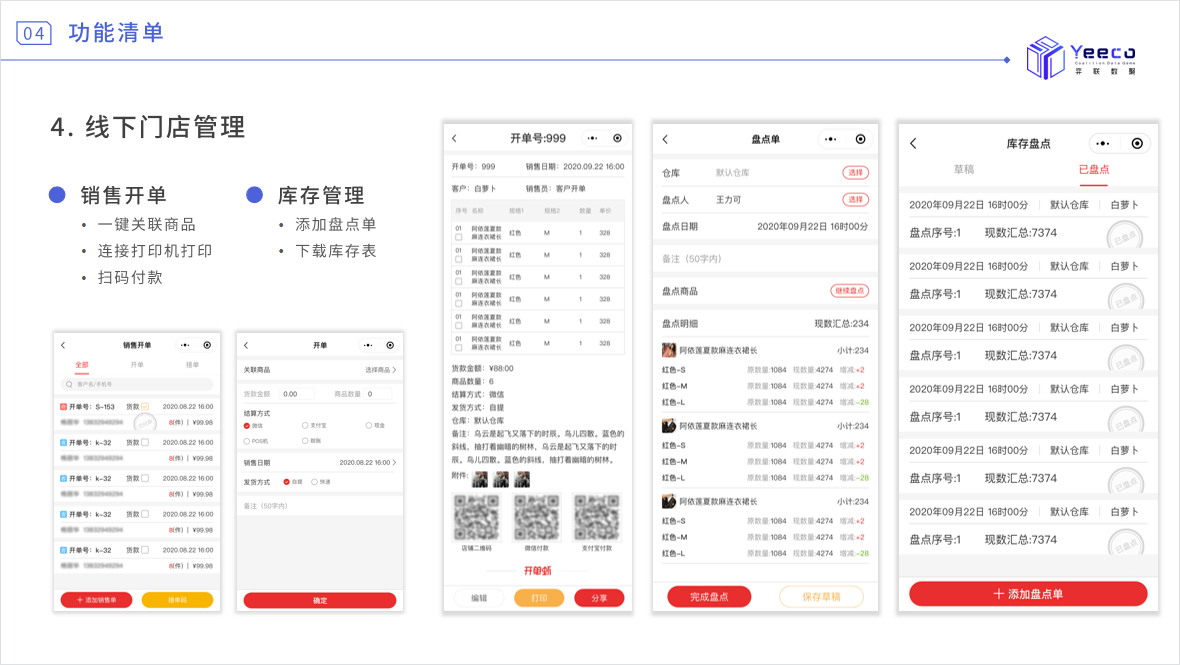 04 功能清单
Yeeco
弈联数聚
4. 线下门店管理
销售开单
一键关联商品
连接打印机打印
扫码付款
库存管理
添加盘点单
下载库存表
销售开单
全部 开单 接单
客户名/手机号
开单号：S-153 货款 2020.08.22 16:00
8(件) | ¥99.98
开单号：k-32 货款 2020.08.22 16:00
8(件) | ¥99.98
开单号：k-32 货款 2020.08.22 16:00
8(件) | ¥99.98
开单号：k-32 货款 2020.08.22 16:00
8(件) | ¥99.98
开单号：k-32 货款 2020.08.22 16:00
8(件) | ¥99.98
十 添加销售单 接单码
开单
关联商品 选择商品
货款金额 0.00 商品数量 0
结算方式
微信 支付宝 现金
POS机
销售日期 2020.08.22 16:00
发货方式 自提 快递
备注（50字内）
确定
开单号:999
开单号：999 销售日期：2020.09.22 16:00
客户：白萝卜 销售员：客户开单
序号 名称 规格1 规格2 数量 单价
01 阿依莲夏款麻连衣裙长 红色 M 1 328
01 阿依莲夏款麻连衣裙长 红色 M 1 328
01 阿依莲夏款麻连衣裙长 红色 M 1 328
01 阿依莲夏款麻连衣裙长 红色 M 1 328
01 阿依莲夏款麻连衣裙长 红色 M 1 328
01 阿依莲夏款麻连衣裙长 红色 M 1 328
货款金额：¥88:00
商品数量：6
结算方式：微信
发货方式：自提
仓库：默认仓库
备注：乌云是起飞又落下的时辰。鸟儿四散。蓝色的
斜线，抽打着幽暗的树林，乌云是起飞又落下的时
辰。鸟儿四散。蓝色的斜线，抽打着幽暗的树林。
附件：
店铺二维码 微信付款 支付宝付款
开单甄
编辑 打印 分享
盘点单
仓库 默认仓库 选择
盘点人 王力可 选择
盘点日期 2020年09月22日 16时00分
备注（50字内）
盘点商品 继续盘点
盘点明细 现数汇总:234
阿依莲夏款麻连衣裙长 小计:234
红色-S 原数量:1084 现数量:4274 增减:+2
红色-M 原数量:1084 现数量:4274 增减:+2
红色-L 原数量:1084 现数量:4274 增减:-28
阿依莲夏款麻连衣裙长 小计:234
红色-S 原数量:1084 现数量:4274 增减:+2
红色-M 原数量:1084 现数量:4274 增减:+2
红色-L 原数量:1084 现数量:4274 增减:-28
阿依莲夏款麻连衣裙长 小计:234
红色-S 原数量:1084 现数量:4274 增减:+2
红色-M 原数量:1084 现数量:4274 增减:+2
红色-L 原数量:1084 现数量:4274 增减:-28
完成盘点 保存草稿
库存盘点
草稿 已盘点
2020年09月22日 16时00分 默认仓库 白萝卜
盘点序号:1 现数汇总:7374 已盘点
2020年09月22日 16时00分 默认仓库 白萝卜
盘点序号:1 现数汇总:7374 已盘点
2020年09月22日 16时00分 默认仓库 白萝卜
盘点序号:1 现数汇总:7374 已盘点
2020年09月22日 16时00分 默认仓库 白萝卜
盘点序号:1 现数汇总:7374 已盘点
2020年09月22日 16时00分 默认仓库 白萝卜
盘点序号:1 现数汇总:7374 已盘点
2020年09月22日 16时00分 默认仓库 白萝卜
盘点序号:1 现数汇总:7374 已盘点
十 添加盘点单